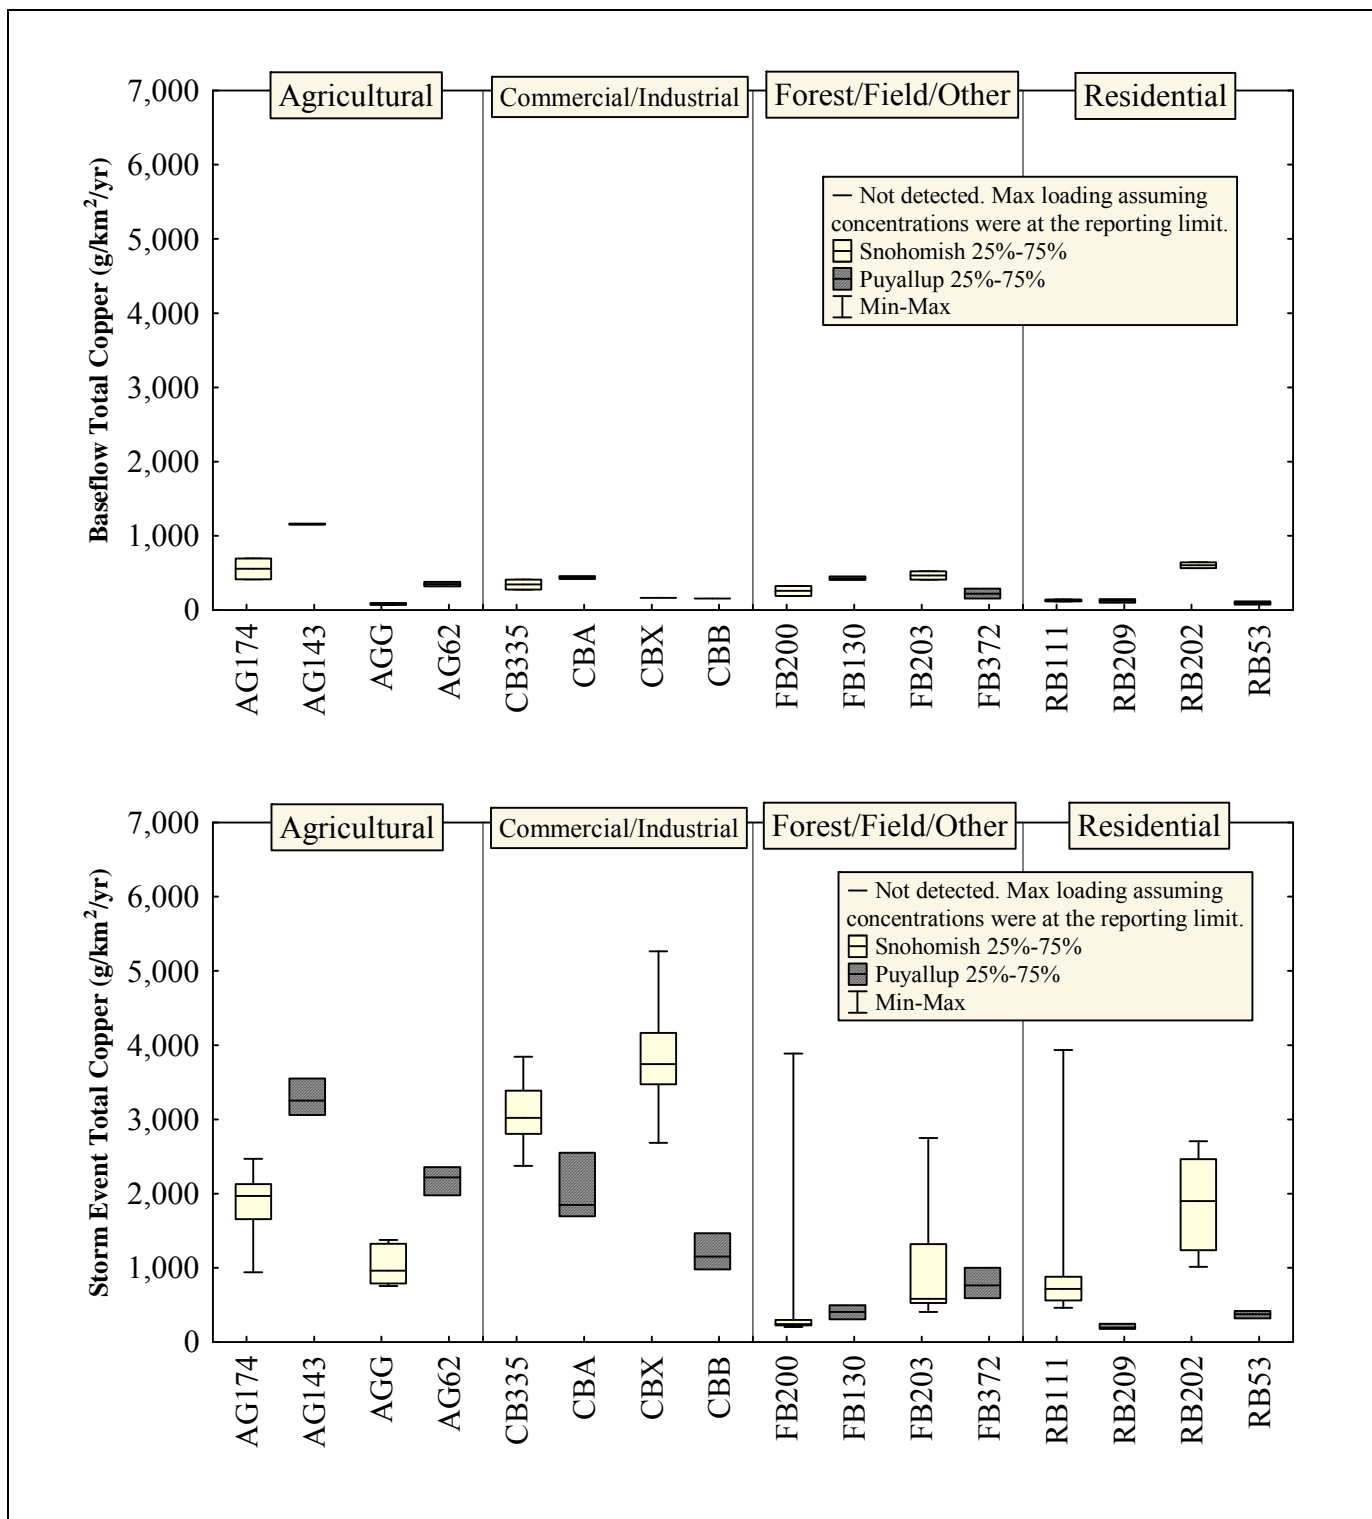 Agricultural
Commercial/Industrial
Forest/Field/Other
Residential
Baseflow Total Copper (g/km²/yr)
7,000
6,000
5,000
4,000
3,000
2,000
1,000
0
— Not detected. Max loading assuming
concentrations were at the reporting limit.
Snohomish 25%-75%
Puyallup 25%-75%
Min-Max
AG174
AG143
AGG
AG62
CB335
CBA
CBX
CBB
FB200
FB130
FB203
FB372
RB111
RB209
RB202
RB53
Agricultural
Commercial/Industrial
Forest/Field/Other
Residential
Storm Event Total Copper (g/km²/yr)
7,000
6,000
5,000
4,000
3,000
2,000
1,000
0
— Not detected. Max loading assuming
concentrations were at the reporting limit.
Snohomish 25%-75%
Puyallup 25%-75%
Min-Max
AG174
AG143
AGG
AG62
CB335
CBA
CBX
CBB
FB200
FB130
FB203
FB372
RB111
RB209
RB202
RB53